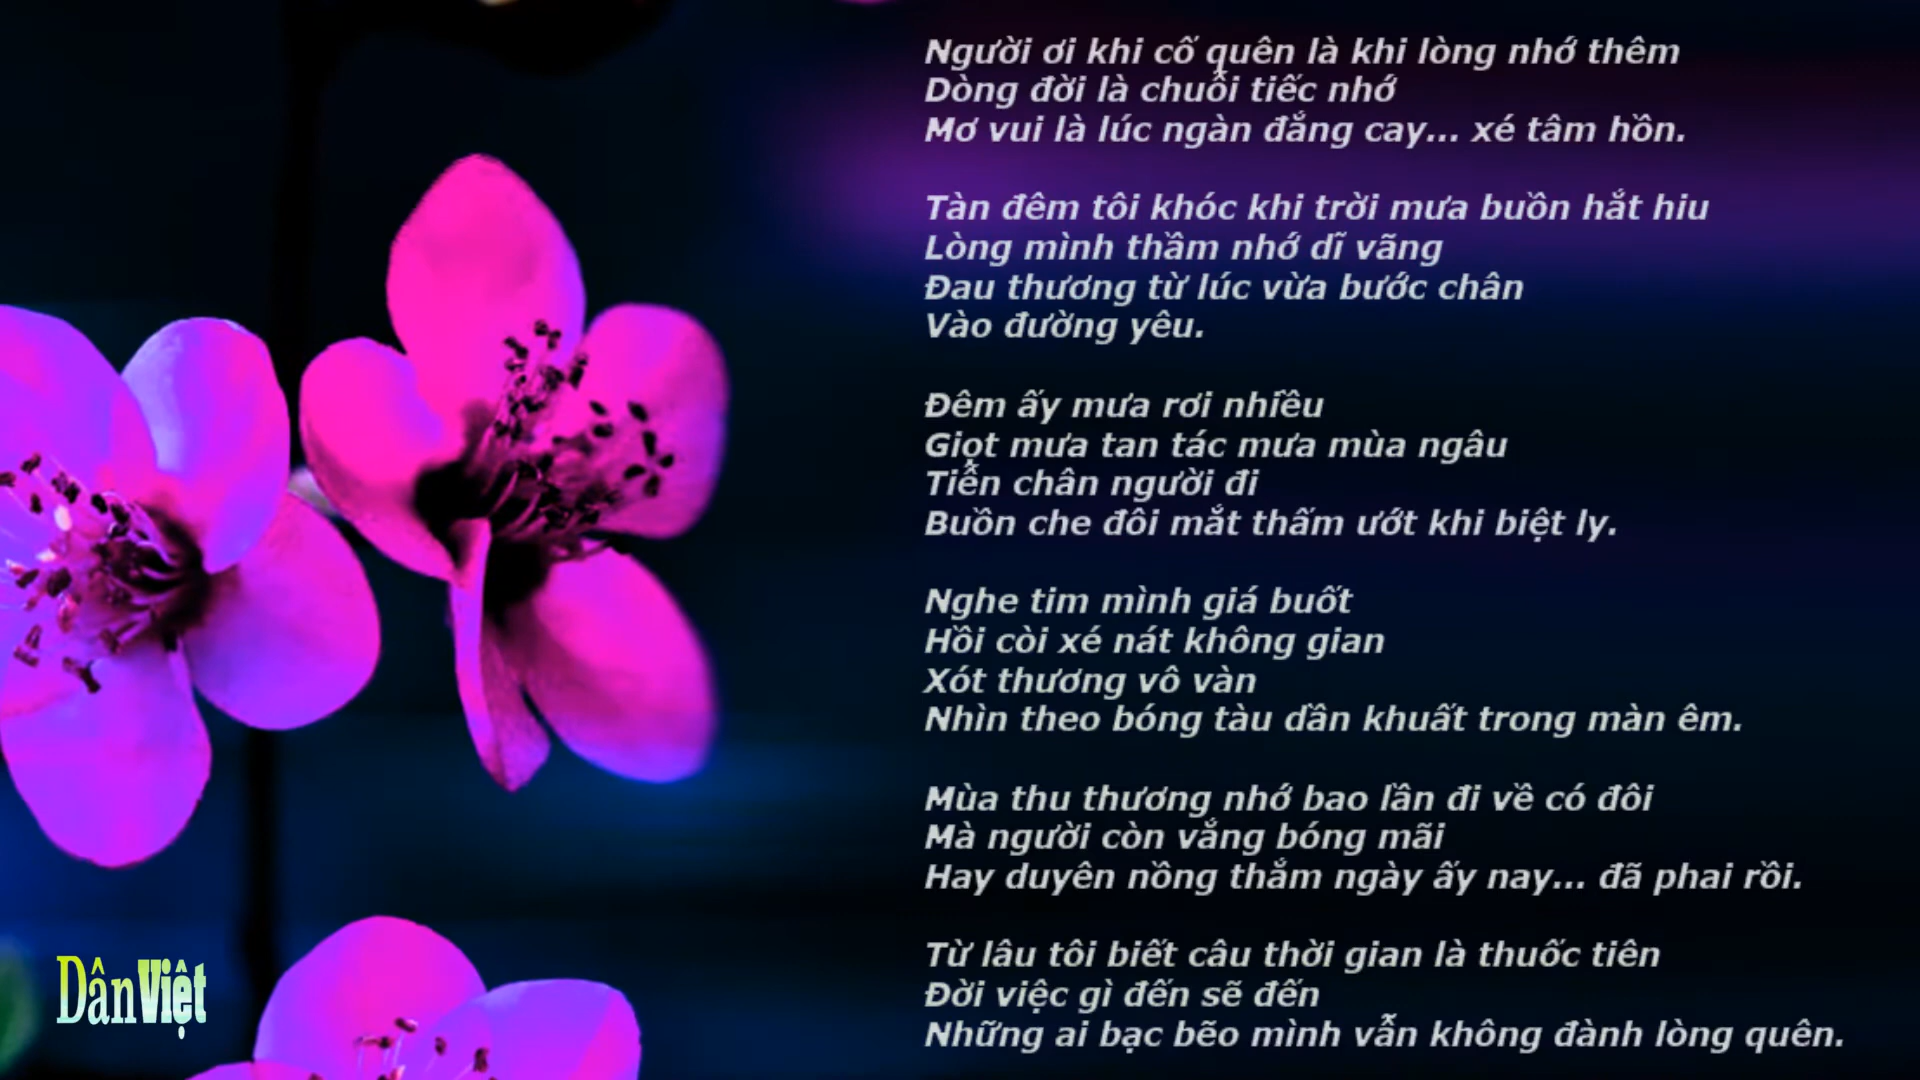 Người ơi khi cố quên là khi lòng nhớ thêm
Dòng đời là chuỗi tiếc nhớ
Mơ vui là lúc ngàn đắng cay... xé tâm hồn.
Tàn đêm tôi khóc khi trời mưa buồn hắt hiu
Lòng mình thầm nhớ dĩ vãng
Đau thương từ lúc vừa bước chân
Vào đường yêu.
Đêm ấy mưa rơi nhiều
Giọt mưa tan tác mưa mùa ngâu
Tiễn chân người đi
Buồn che đôi mắt thấm ướt khi biệt ly.
Nghe tim mình giá buốt
Hồi còi xé nát không gian
Xót thương vô vàn
Nhìn theo bóng tàu dần khuất trong màn êm.
Mùa thu thương nhớ bao lần đi về có đôi
Mà người còn vắng bóng mãi
Hay duyên nồng thắm ngày ấy nay... đã phai rồi.
Từ lâu tôi biết câu thời gian là thuốc tiên
Đời việc gì đến sẽ đến
Những ai bạc bẽo mình vẫn không đành lòng quên.
Dân Việt